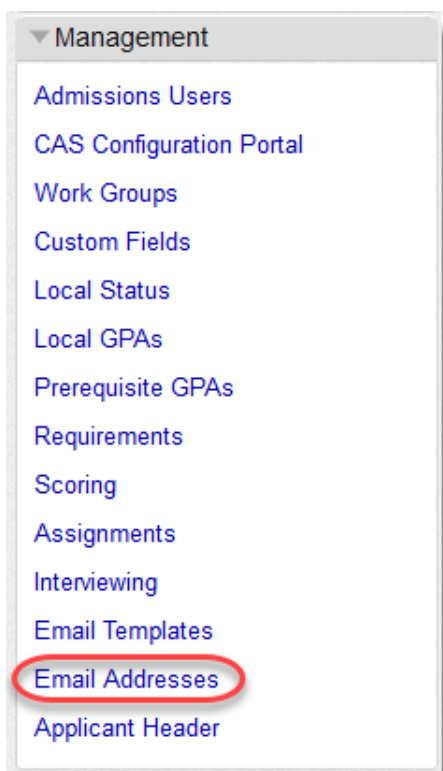 Management
Admissions Users
CAS Configuration Portal
Work Groups
Custom Fields
Local Status
Local GPAs
Prerequisite GPAs
Requirements
Scoring
Assignments
Interviewing
Email Templates
Email Addresses
Applicant Header